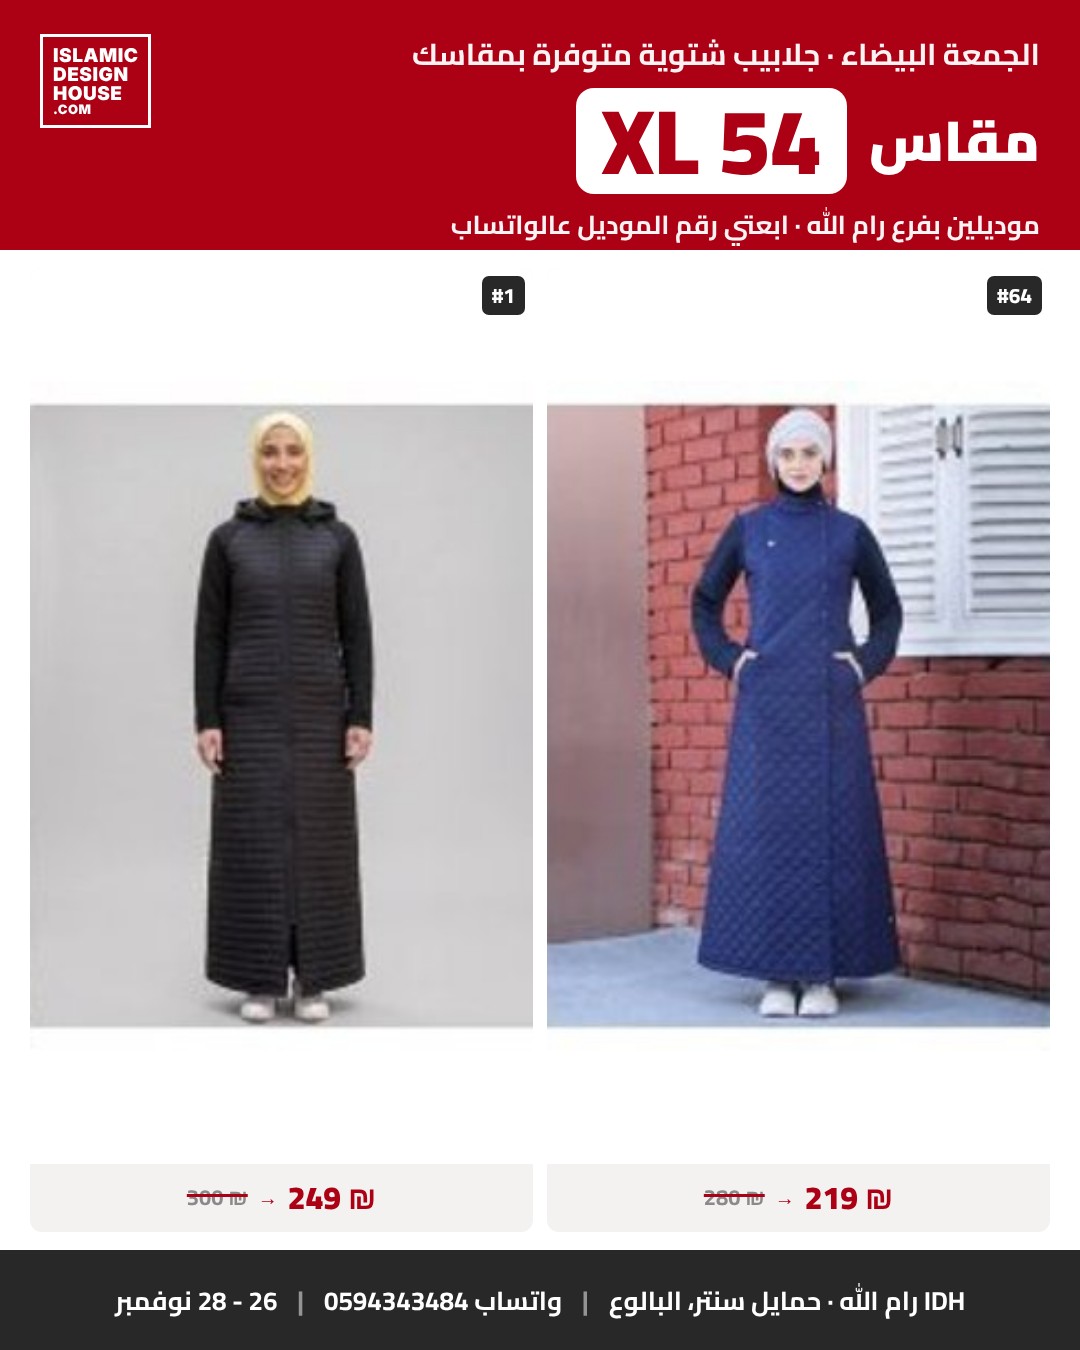 ISLAMIC
DESIGN
HOUSE
.COM
الجمعة البيضاء · جلابيب شتوية متوفرة بمقاسك
مقاس XL 54
موديلين بفرع رام الله · ابعتي رقم الموديل عالواتساب
#64
#1
280 ₪ → 219 ₪
300 ₪ → 249 ₪
IDH رام الله · حمايل سنتر، البالوع | واتساب 0594343484 | 26 - 28 نوفمبر